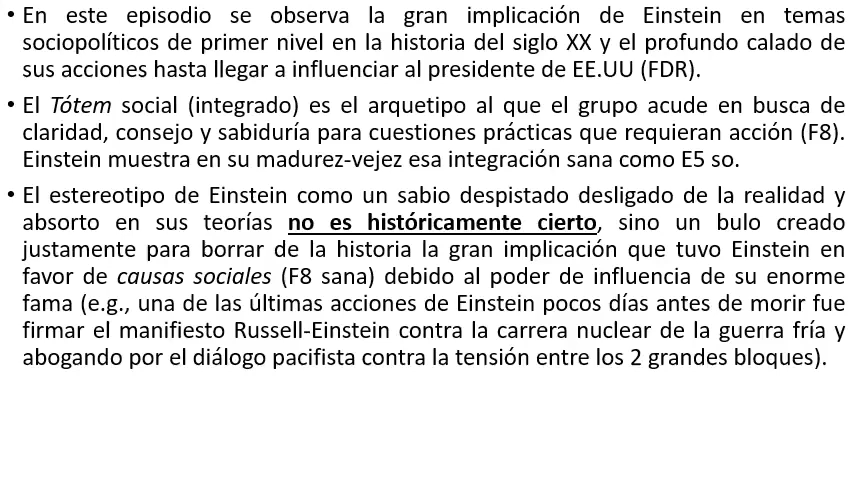 • En este episodio se observa la gran implicación de Einstein en temas
sociopolíticos de primer nivel en la historia del siglo XX y el profundo calado de
sus acciones hasta llegar a influenciar al presidente de EE.UU (FDR).
• El Tótem social (integrado) es el arquetipo al que el grupo acude en busca de
claridad, consejo y sabiduría para cuestiones prácticas que requieran acción (F8).
Einstein muestra en su madurez-vejez esa integración sana como E5 so.
• El estereotipo de Einstein como un sabio despistado desligado de la realidad y
absorto en sus teorías no es históricamente cierto, sino un bulo creado
justamente para borrar de la historia la gran implicación que tuvo Einstein en
favor de causas sociales (F8 sana) debido al poder de influencia de su enorme
fama (e.g., una de las últimas acciones de Einstein pocos días antes de morir fue
firmar el manifiesto Russell-Einstein contra la carrera nuclear de la guerra fría y
abogando por el diálogo pacifista contra la tensión entre los 2 grandes bloques).